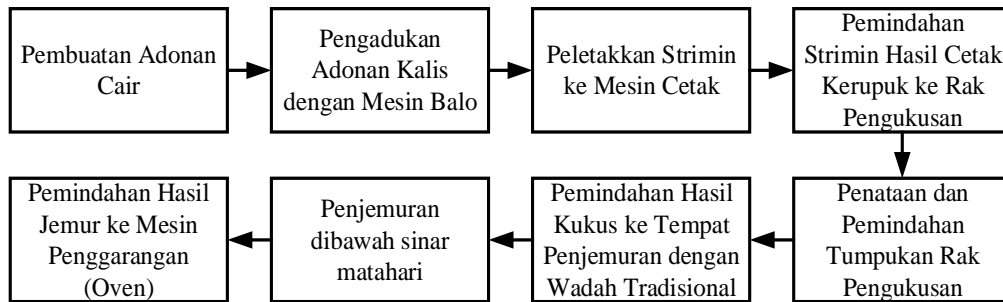 Pembuatan Adonan
Cair
Pengadukan
Adonan Kalis
dengan Mesin Balo
Peletakkan Strimin
ke Mesin Cetak
Pemindahan
Strimin Hasil Cetak
Kerupuk ke Rak
Pengukusan
Penataan dan
Pemindahan
Tumpukan Rak
Pengukusan
Pemindahan Hasil
Kukus ke Tempat
Penjemuran dengan
Wadah Tradisional
Penjemuran
dibawah sinar
matahari
Pemindahan Hasil
Jemur ke Mesin
Penggarangan
(Oven)